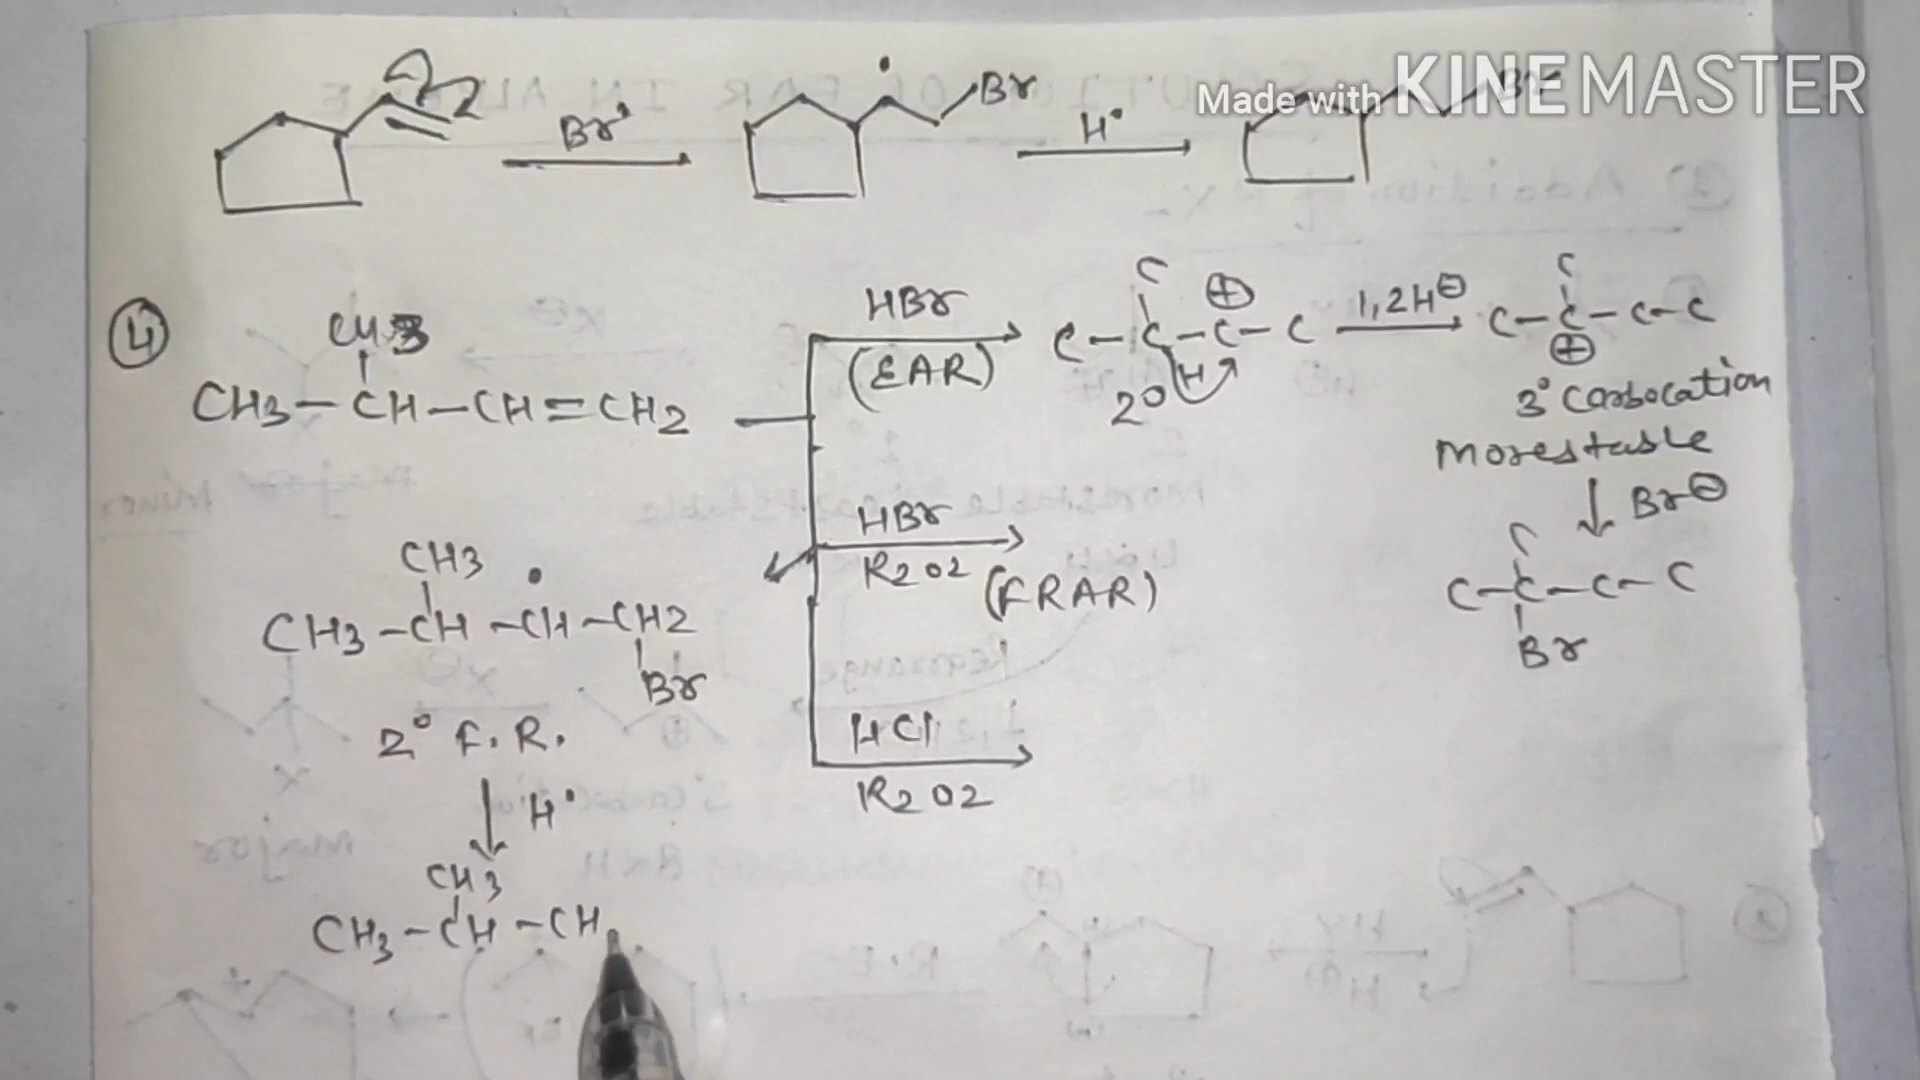 Made with KINEMASTER
Br• Br H• Br
④
CH3
CH3 — CH — CH = CH2
HBr
(EAR)
C
C – C – C – C
⊕
H
2°
1,2H⊖
C
C – C – C – C
⊕
3° Carbocation
more stable
↓ Br⊖
C
C – C – C – C
Br
HBr
R2O2 (FRAR)
CH3 •
CH3 – CH – CH – CH2
Br
2° F.R.
↓ H•
CH3
CH3 – CH – CH
HCl
R2O2